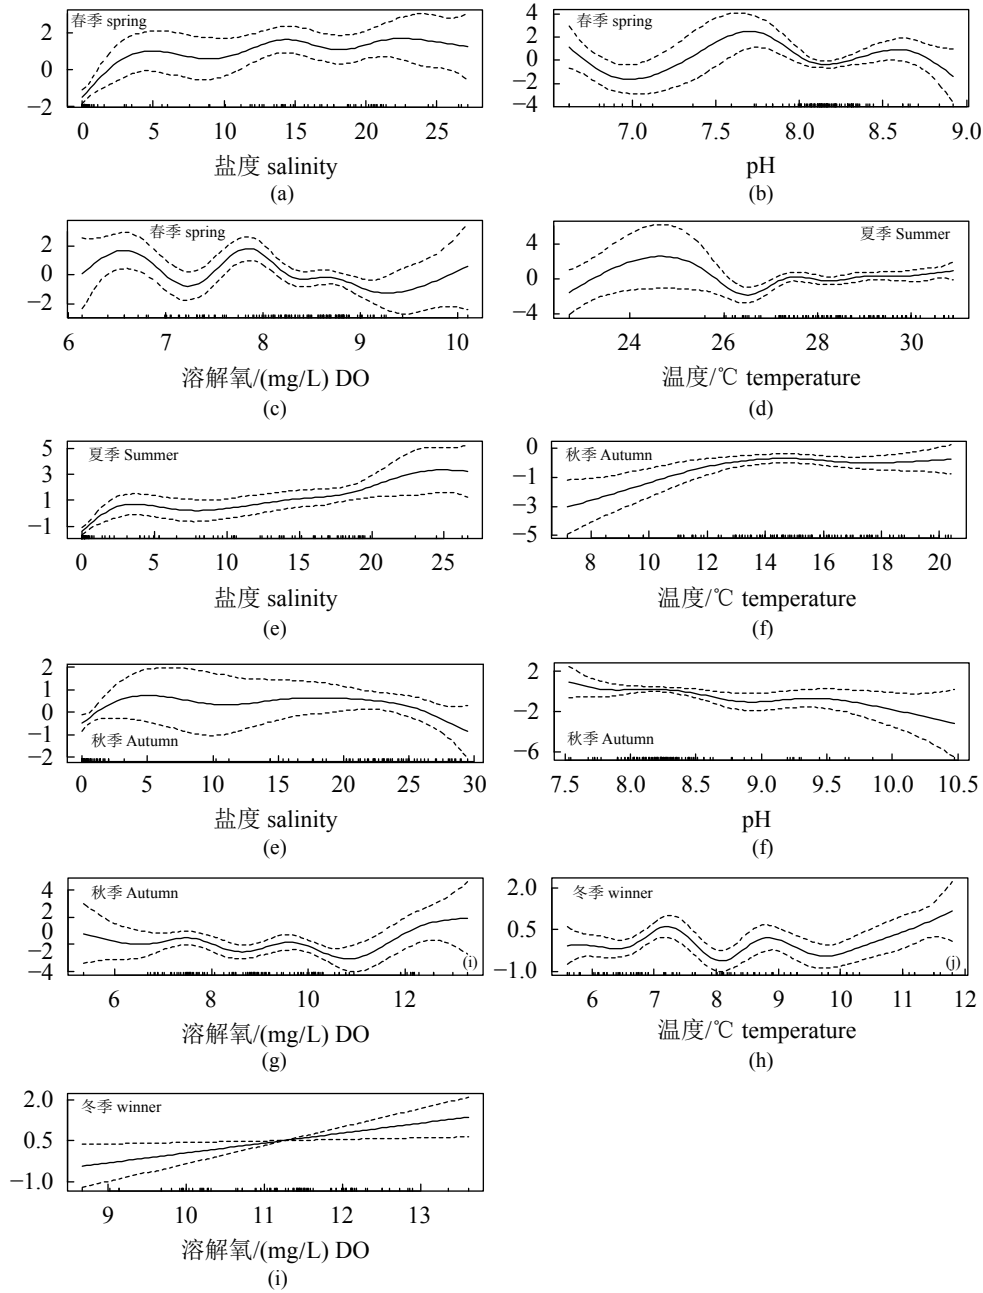 春季 spring
2
0
−2
0
5
10
15
20
25
盐度 salinity
(a)
春季 spring
4
2
0
−2
−4
7.0
7.5
8.0
8.5
9.0
pH
(b)
春季 spring
2
0
−2
6
7
8
9
10
溶解氧/(mg/L) DO
(c)
夏季 Summer
4
0
−4
24
26
28
30
温度/℃ temperature
(d)
夏季 Summer
5
3
1
−1
0
5
10
15
20
25
盐度 salinity
(e)
秋季 Autumn
0
−1
−3
−5
8
10
12
14
16
18
20
温度/℃ temperature
(f)
2
1
0
−1
−2
秋季 Autumn
0
5
10
15
20
25
30
盐度 salinity
(e)
2
−2
−6
秋季 Autumn
7.5
8.0
8.5
9.0
9.5
10.0
10.5
pH
(f)
秋季 Autumn
4
2
0
−2
−4
(i)
6
8
10
12
溶解氧/(mg/L) DO
(g)
冬季 winner
2.0
0.5
−1.0
(j)
6
7
8
9
10
11
12
温度/℃ temperature
(h)
冬季 winner
2.0
0.5
−1.0
9
10
11
12
13
溶解氧/(mg/L) DO
(i)